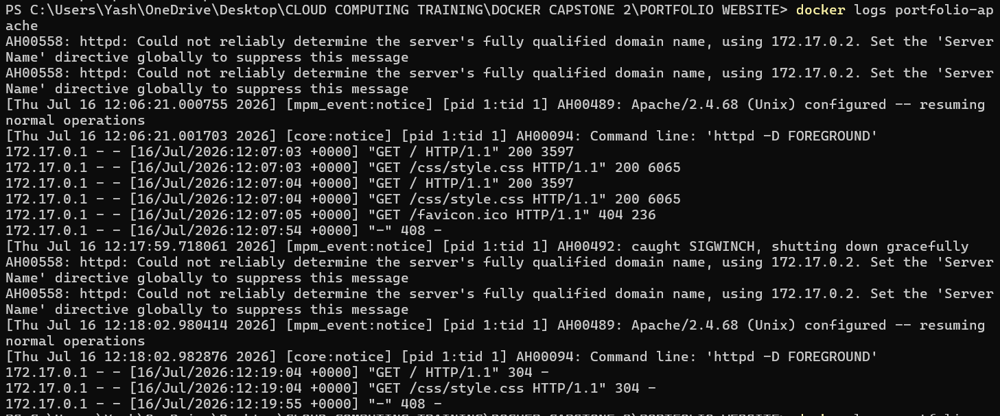 PS C:\Users\Yash\OneDrive\Desktop\CLOUD COMPUTING TRAINING\DOCKER CAPSTONE 2\PORTFOLIO WEBSITE> docker logs portfolio-ap
ache
AH00558: httpd: Could not reliably determine the server's fully qualified domain name, using 172.17.0.2. Set the 'Server
Name' directive globally to suppress this message
AH00558: httpd: Could not reliably determine the server's fully qualified domain name, using 172.17.0.2. Set the 'Server
Name' directive globally to suppress this message
[Thu Jul 16 12:06:21.000755 2026] [mpm_event:notice] [pid 1:tid 1] AH00489: Apache/2.4.68 (Unix) configured -- resuming
normal operations
[Thu Jul 16 12:06:21.001703 2026] [core:notice] [pid 1:tid 1] AH00094: Command line: 'httpd -D FOREGROUND'
172.17.0.1 - - [16/Jul/2026:12:07:03 +0000] "GET / HTTP/1.1" 200 3597
172.17.0.1 - - [16/Jul/2026:12:07:03 +0000] "GET /css/style.css HTTP/1.1" 200 6065
172.17.0.1 - - [16/Jul/2026:12:07:04 +0000] "GET / HTTP/1.1" 200 3597
172.17.0.1 - - [16/Jul/2026:12:07:04 +0000] "GET /css/style.css HTTP/1.1" 200 6065
172.17.0.1 - - [16/Jul/2026:12:07:05 +0000] "GET /favicon.ico HTTP/1.1" 404 236
172.17.0.1 - - [16/Jul/2026:12:07:54 +0000] "-" 408 -
[Thu Jul 16 12:17:59.718061 2026] [mpm_event:notice] [pid 1:tid 1] AH00492: caught SIGWINCH, shutting down gracefully
AH00558: httpd: Could not reliably determine the server's fully qualified domain name, using 172.17.0.2. Set the 'Server
Name' directive globally to suppress this message
AH00558: httpd: Could not reliably determine the server's fully qualified domain name, using 172.17.0.2. Set the 'Server
Name' directive globally to suppress this message
[Thu Jul 16 12:18:02.980414 2026] [mpm_event:notice] [pid 1:tid 1] AH00489: Apache/2.4.68 (Unix) configured -- resuming
normal operations
[Thu Jul 16 12:18:02.982876 2026] [core:notice] [pid 1:tid 1] AH00094: Command line: 'httpd -D FOREGROUND'
172.17.0.1 - - [16/Jul/2026:12:19:04 +0000] "GET / HTTP/1.1" 304 -
172.17.0.1 - - [16/Jul/2026:12:19:04 +0000] "GET /css/style.css HTTP/1.1" 304 -
172.17.0.1 - - [16/Jul/2026:12:19:55 +0000] "-" 408 -